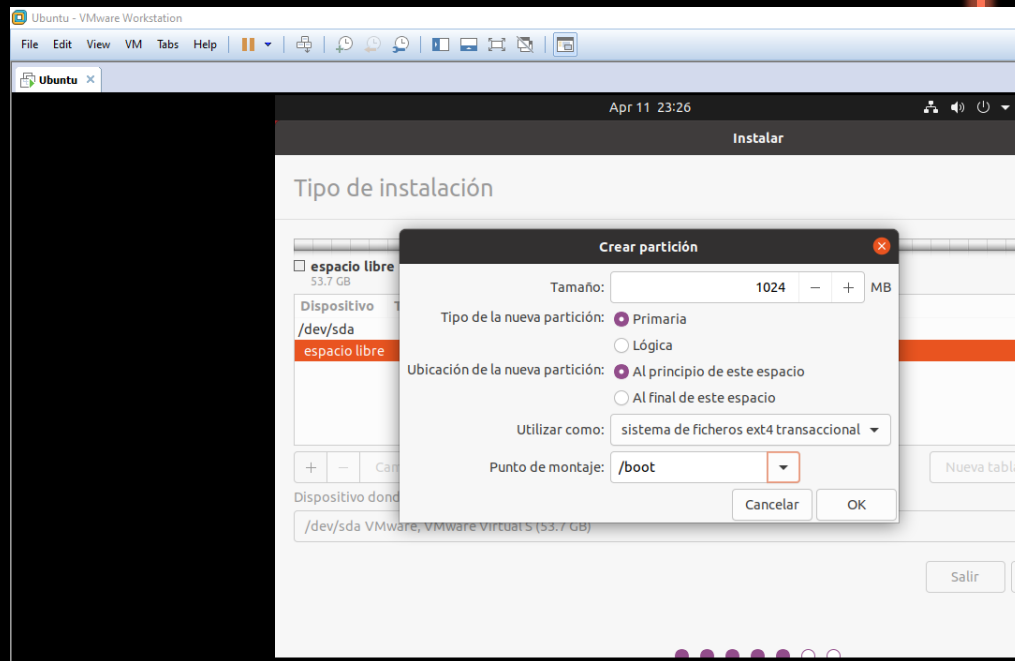 Ubuntu - VMware Workstation
File Edit View VM Tabs Help
Ubuntu
Apr 11 23:26
Instalar
Tipo de instalación
Crear partición
espacio libre
53.7 GB
Tamaño: 1024 MB
Dispositivo
Tipo de la nueva partición: Primaria
/dev/sda
Lógica
espacio libre
Ubicación de la nueva partición: Al principio de este espacio
Al final de este espacio
Utilizar como: sistema de ficheros ext4 transaccional
Punto de montaje: /boot
Nueva
Dispositivo
Cancelar OK
/dev/sda VMware, VMware Virtual S (53.7 GB)
Salir